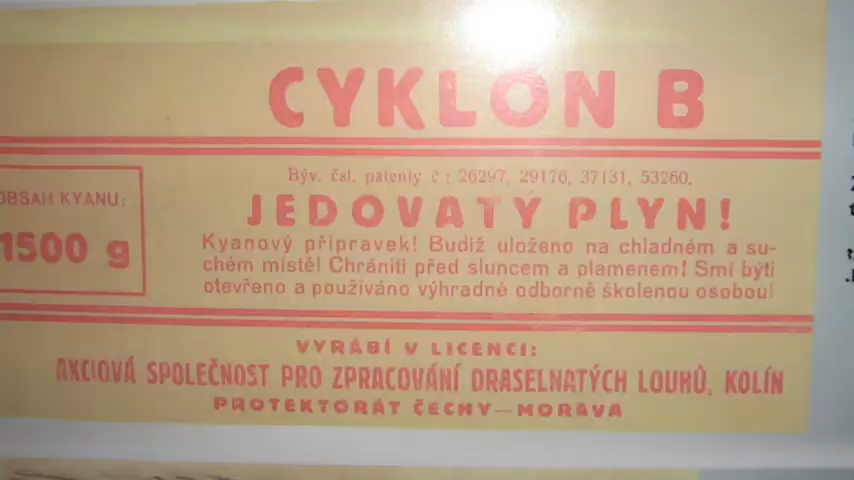 CYKLON B
Býv. čsl. patenty č.: 26297, 29176, 37131, 53260.
OBSAH KYANU:
1500 g
JEDOVATÝ PLYN!
Kyanový přípravek! Budiž uloženo na chladném a su-
chém místě! Chrániti před sluncem a plamenem! Smí býti
otevřeno a používáno výhradně odborně školenou osobou!
VYRÁBÍ V LICENCI:
AKCIOVÁ SPOLEČNOST PRO ZPRACOVÁNÍ DRASELNATÝCH LOUHŮ, KOLÍN
PROTEKTORÁT ČECHY—MORAVA